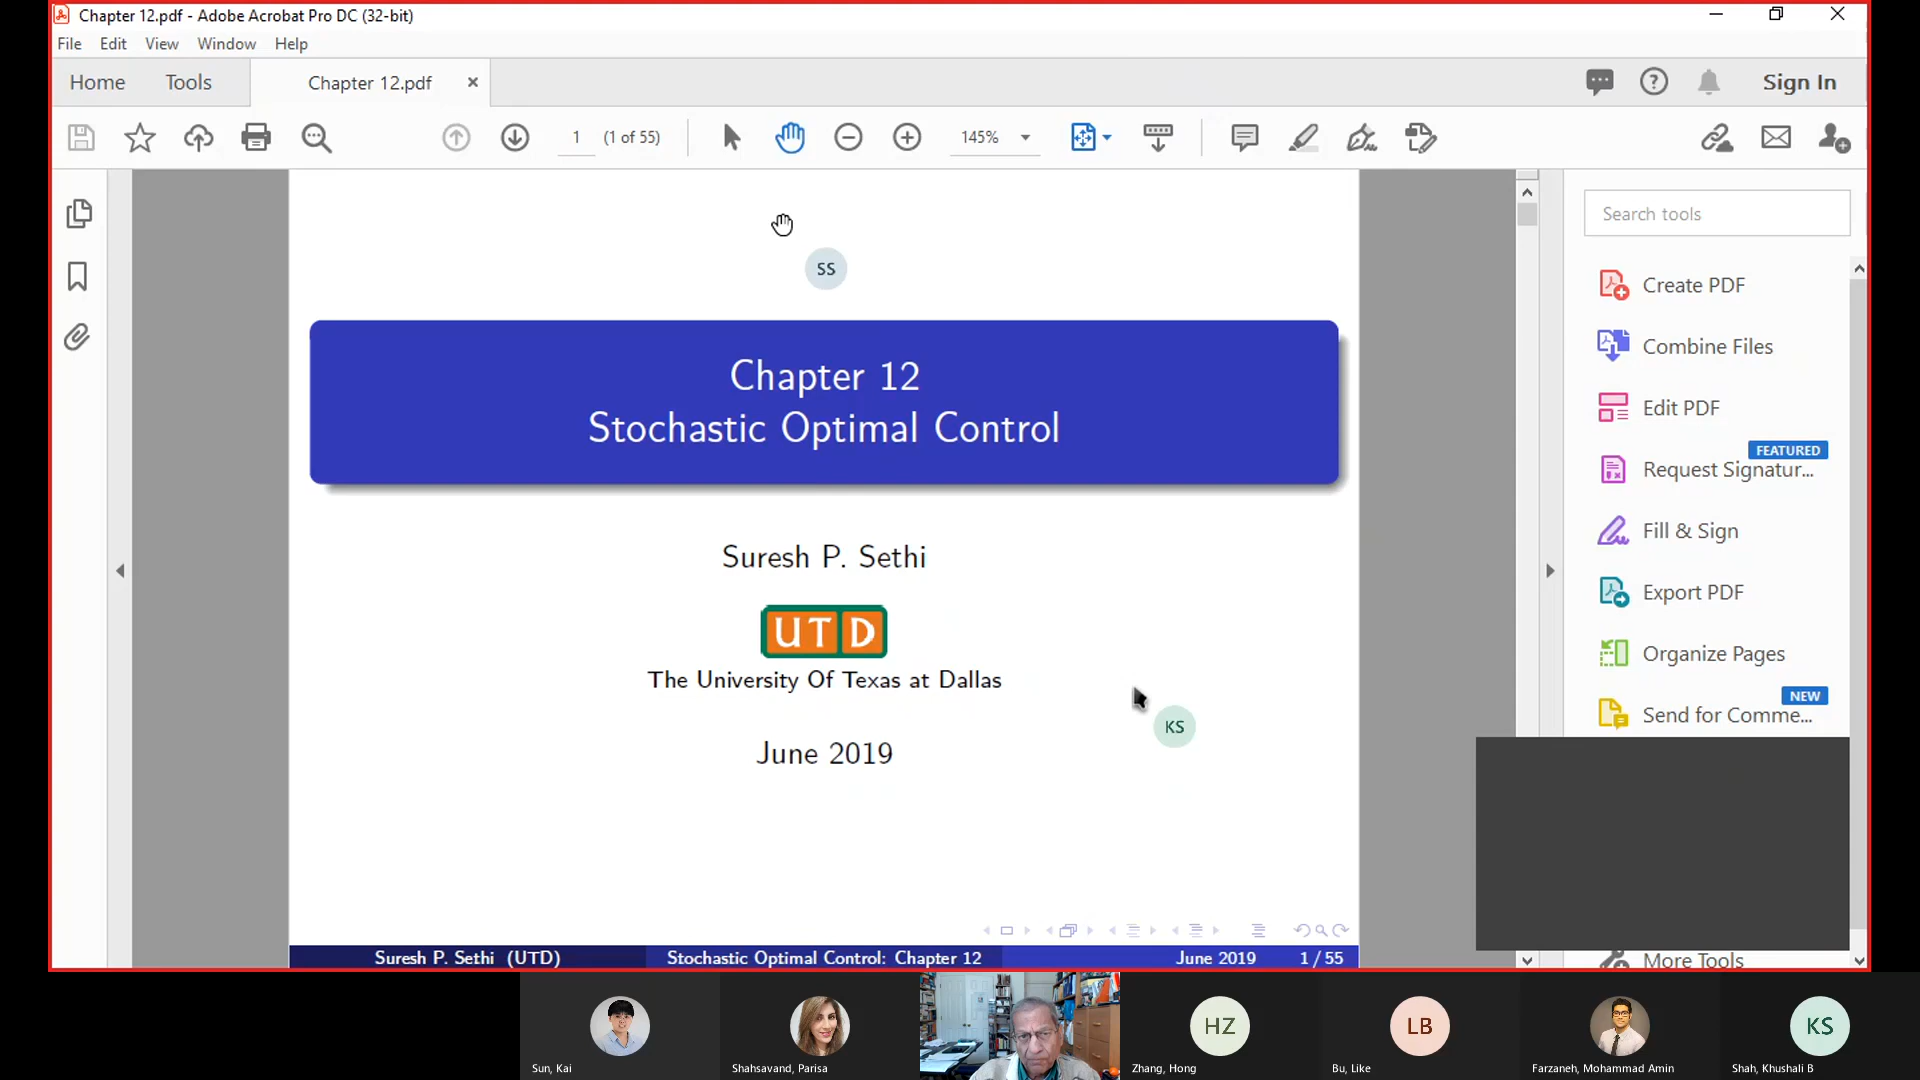 Chapter 12.pdf - Adobe Acrobat Pro DC (32-bit)
File Edit View Window Help
Home Tools Chapter 12.pdf × Sign In
1 (1 of 55) 145%
Search tools
SS
Create PDF
Chapter 12
Stochastic Optimal Control
Combine Files
Edit PDF
FEATURED
Request Signatur...
Fill & Sign
Suresh P. Sethi
Export PDF
UTD
The University Of Texas at Dallas
Organize Pages
NEW
Send for Comme...
KS
June 2019
Suresh P. Sethi (UTD) Stochastic Optimal Control: Chapter 12 June 2019 1 / 55
More Tools
HZ LB KS
Sun, Kai Shahsavand, Parisa Zhang, Hong Bu, Like Farzaneh, Mohammad Amin Shah, Khushali B